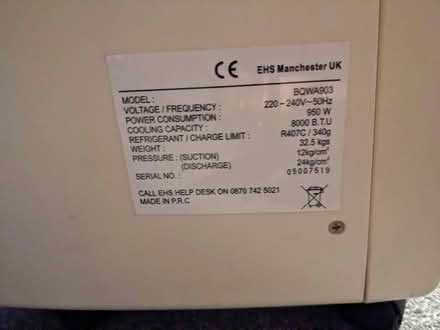 CE EHS Manchester UK
MODEL : BQWA903
VOLTAGE / FREQUENCY : 220 - 240V~50Hz
POWER CONSUMPTION : 950 W
COOLING CAPACITY : 8000 B.T.U
REFRIGERANT / CHARGE LIMIT : R407C / 340g
WEIGHT : 32.5 kgs
PRESSURE : (SUCTION) 12kg/cm²
(DISCHARGE) 24kg/cm²
SERIAL NO. : 05007519
CALL EHS HELP DESK ON 0870 742 5021
MADE IN P.R.C